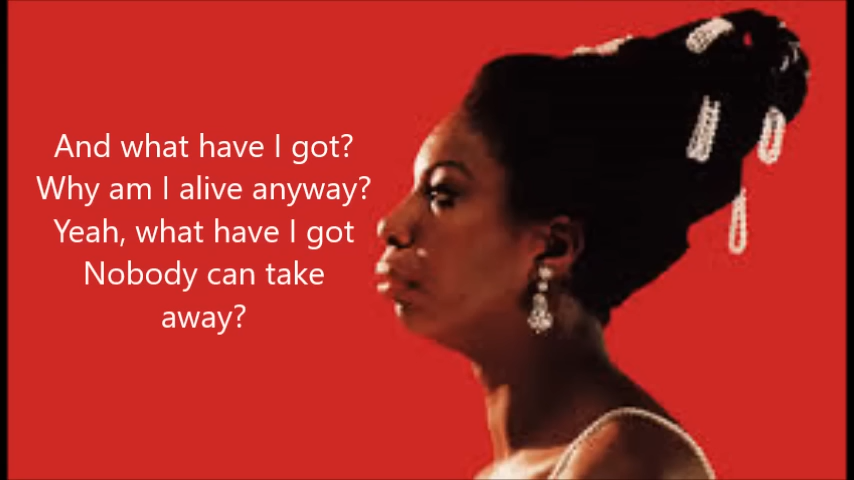 And what have I got?
Why am I alive anyway?
Yeah, what have I got
Nobody can take
away?